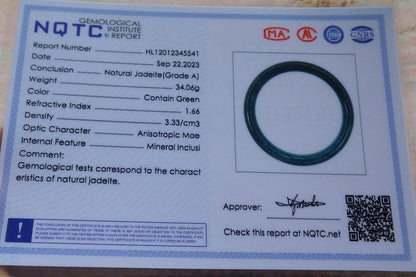 NQTC GEMOLOGICAL
INSTITUTE
REPORT
MA AL GNBS
Report Number HL12012345541
Date Sep 22.2023
Conclusion Natural Jadeite(Grade A)
Weight 34.06g
Color Contain Green
Refractive Index 1.66
Density 3.33/cm3
Optic Character Anisotropic Mae
Internal Feature Mineral Inclusi
Comment:
Gemological tests correspond to the charact
eristics of natural jadeite.
Approver:
Check this report at NQTC.net